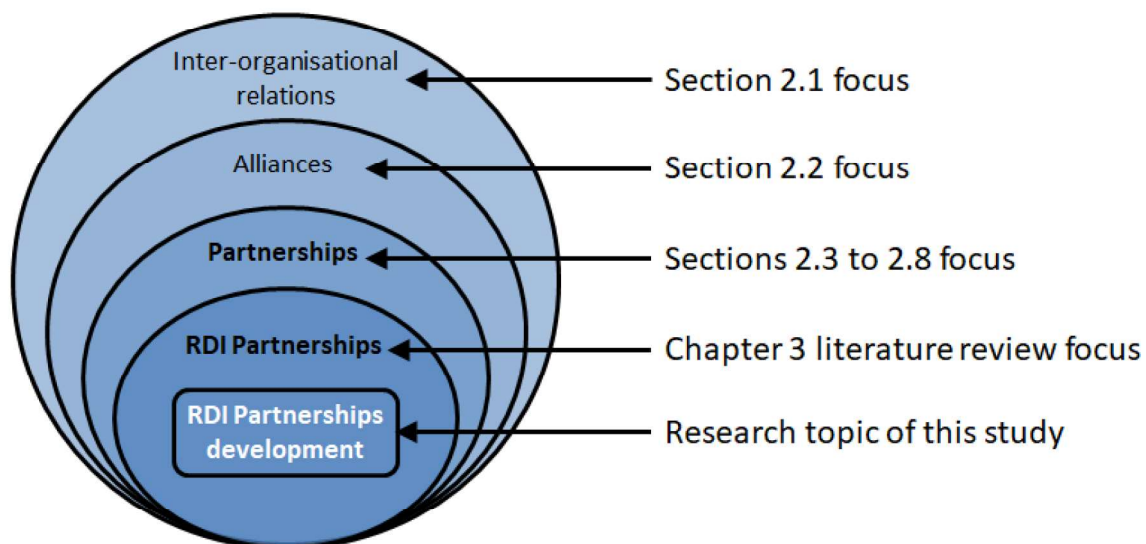 Inter-organisational
relations
Section 2.1 focus
Alliances
Section 2.2 focus
Partnerships
Sections 2.3 to 2.8 focus
RDI Partnerships
Chapter 3 literature review focus
RDI Partnerships
development
Research topic of this study